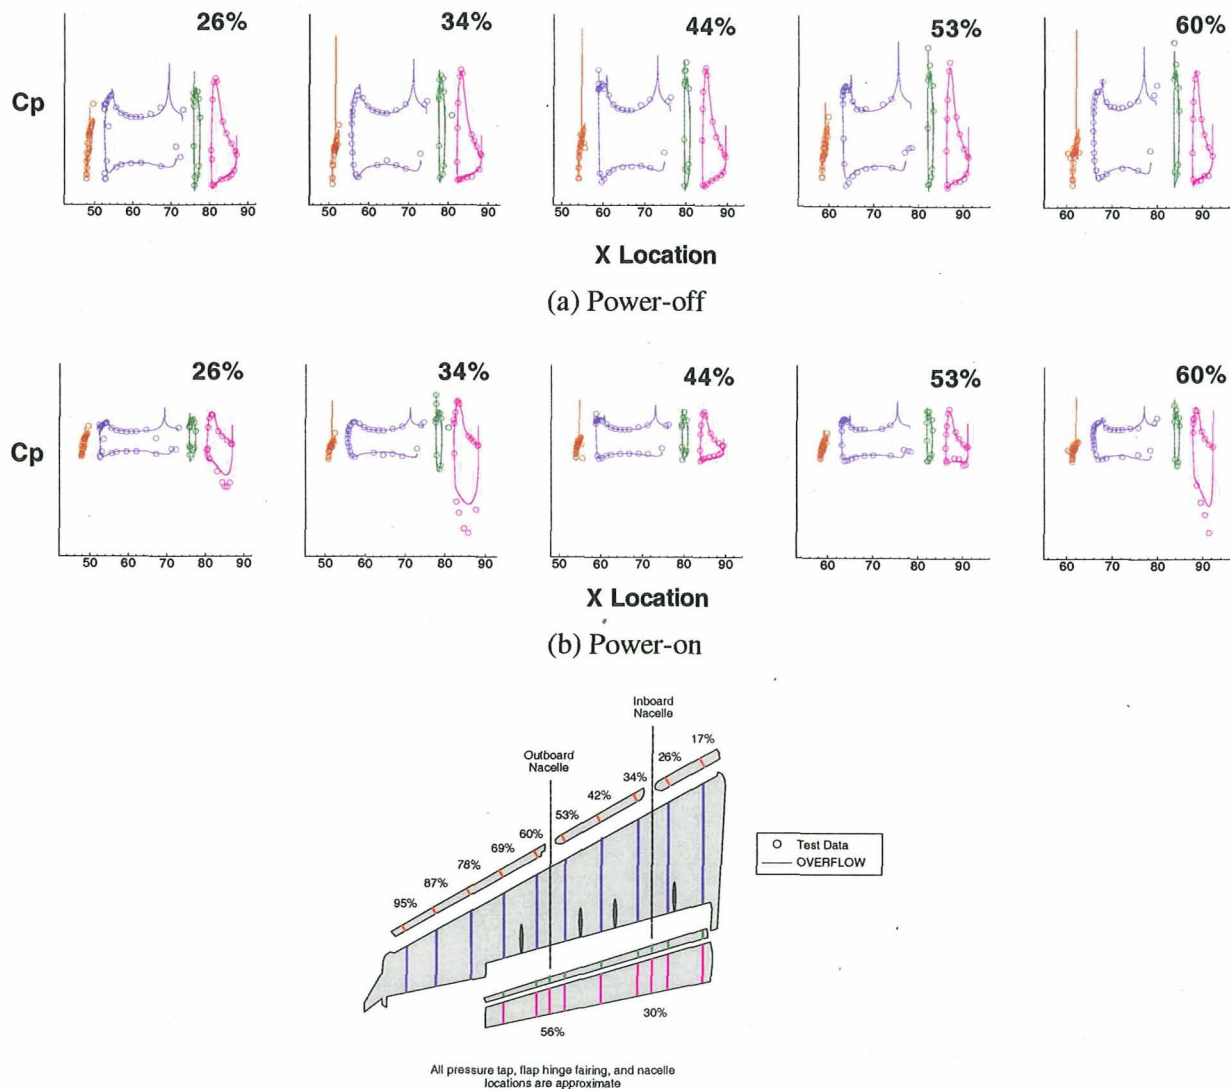 26%
34%
44%
53%
60%
Cp
50 60 70 80 90
50 60 70 80 90
50 60 70 80 90
60 70 80 90
60 70 80 90
X Location
(a) Power-off
26%
34%
44%
53%
60%
Cp
50 60 70 80 90
50 60 70 80 90
50 60 70 80 90
60 70 80 90
60 70 80 90
X Location
(b) Power-on
Inboard
Nacelle
17%
26%
Outboard
Nacelle
34%
42%
53%
60%
69%
78%
87%
95%
Test Data
OVERFLOW
30%
56%
All pressure tap, flap hinge fairing, and nacelle
locations are approximate